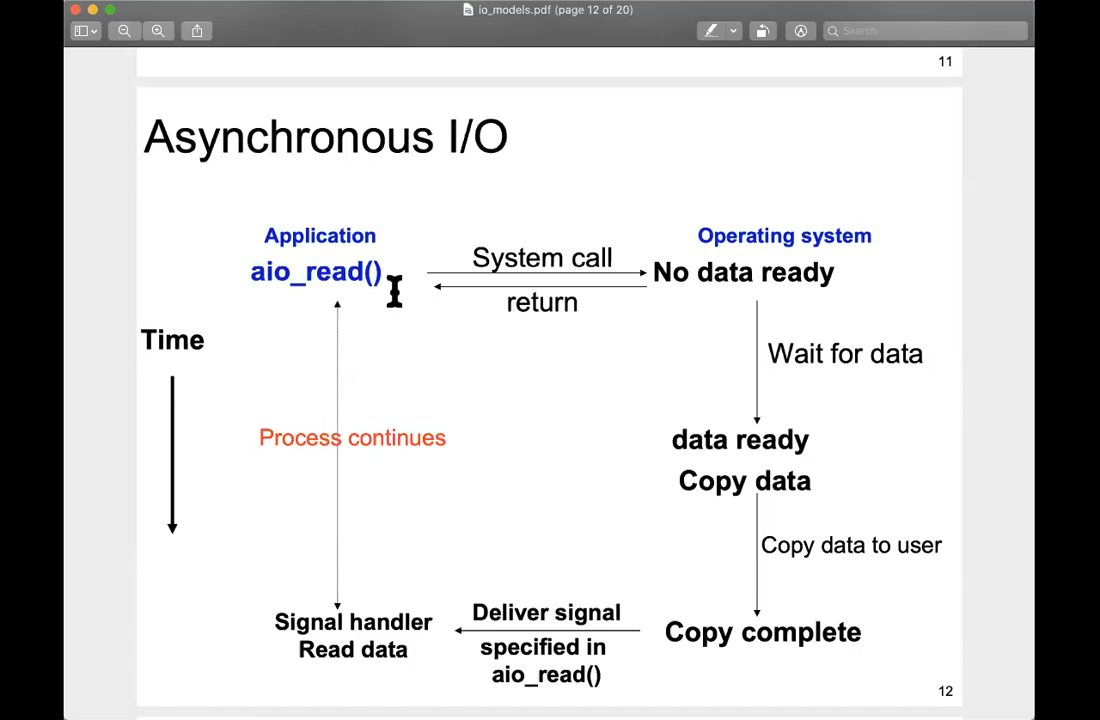 io_models.pdf (page 12 of 20)
Search
11
Asynchronous I/O
Application
Operating system
aio_read()
System call
No data ready
return
Time
Wait for data
Process continues
data ready
Copy data
Copy data to user
Signal handler
Read data
Deliver signal
specified in
aio_read()
Copy complete
12